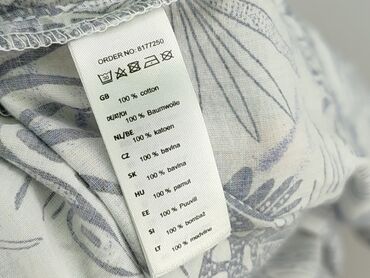 ORDER NO: 8177250
GB 100 % cotton
D(E)/AT/CH 100 % Baumwolle
NL/BE 100 % katoen
CZ 100 % bavlna
SK 100 % bavlna
HU 100 % pamut
EE 100 % Puuvill
SI 100 % bombaž
LT 100 % medvilnė